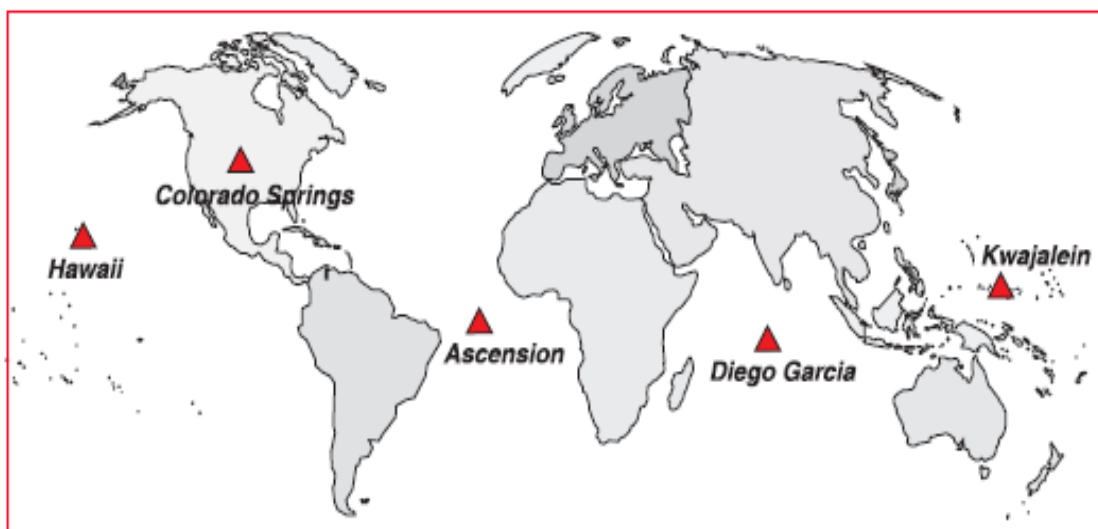 Colorado Springs
Hawaii
Kwajalein
Ascension
Diego Garcia